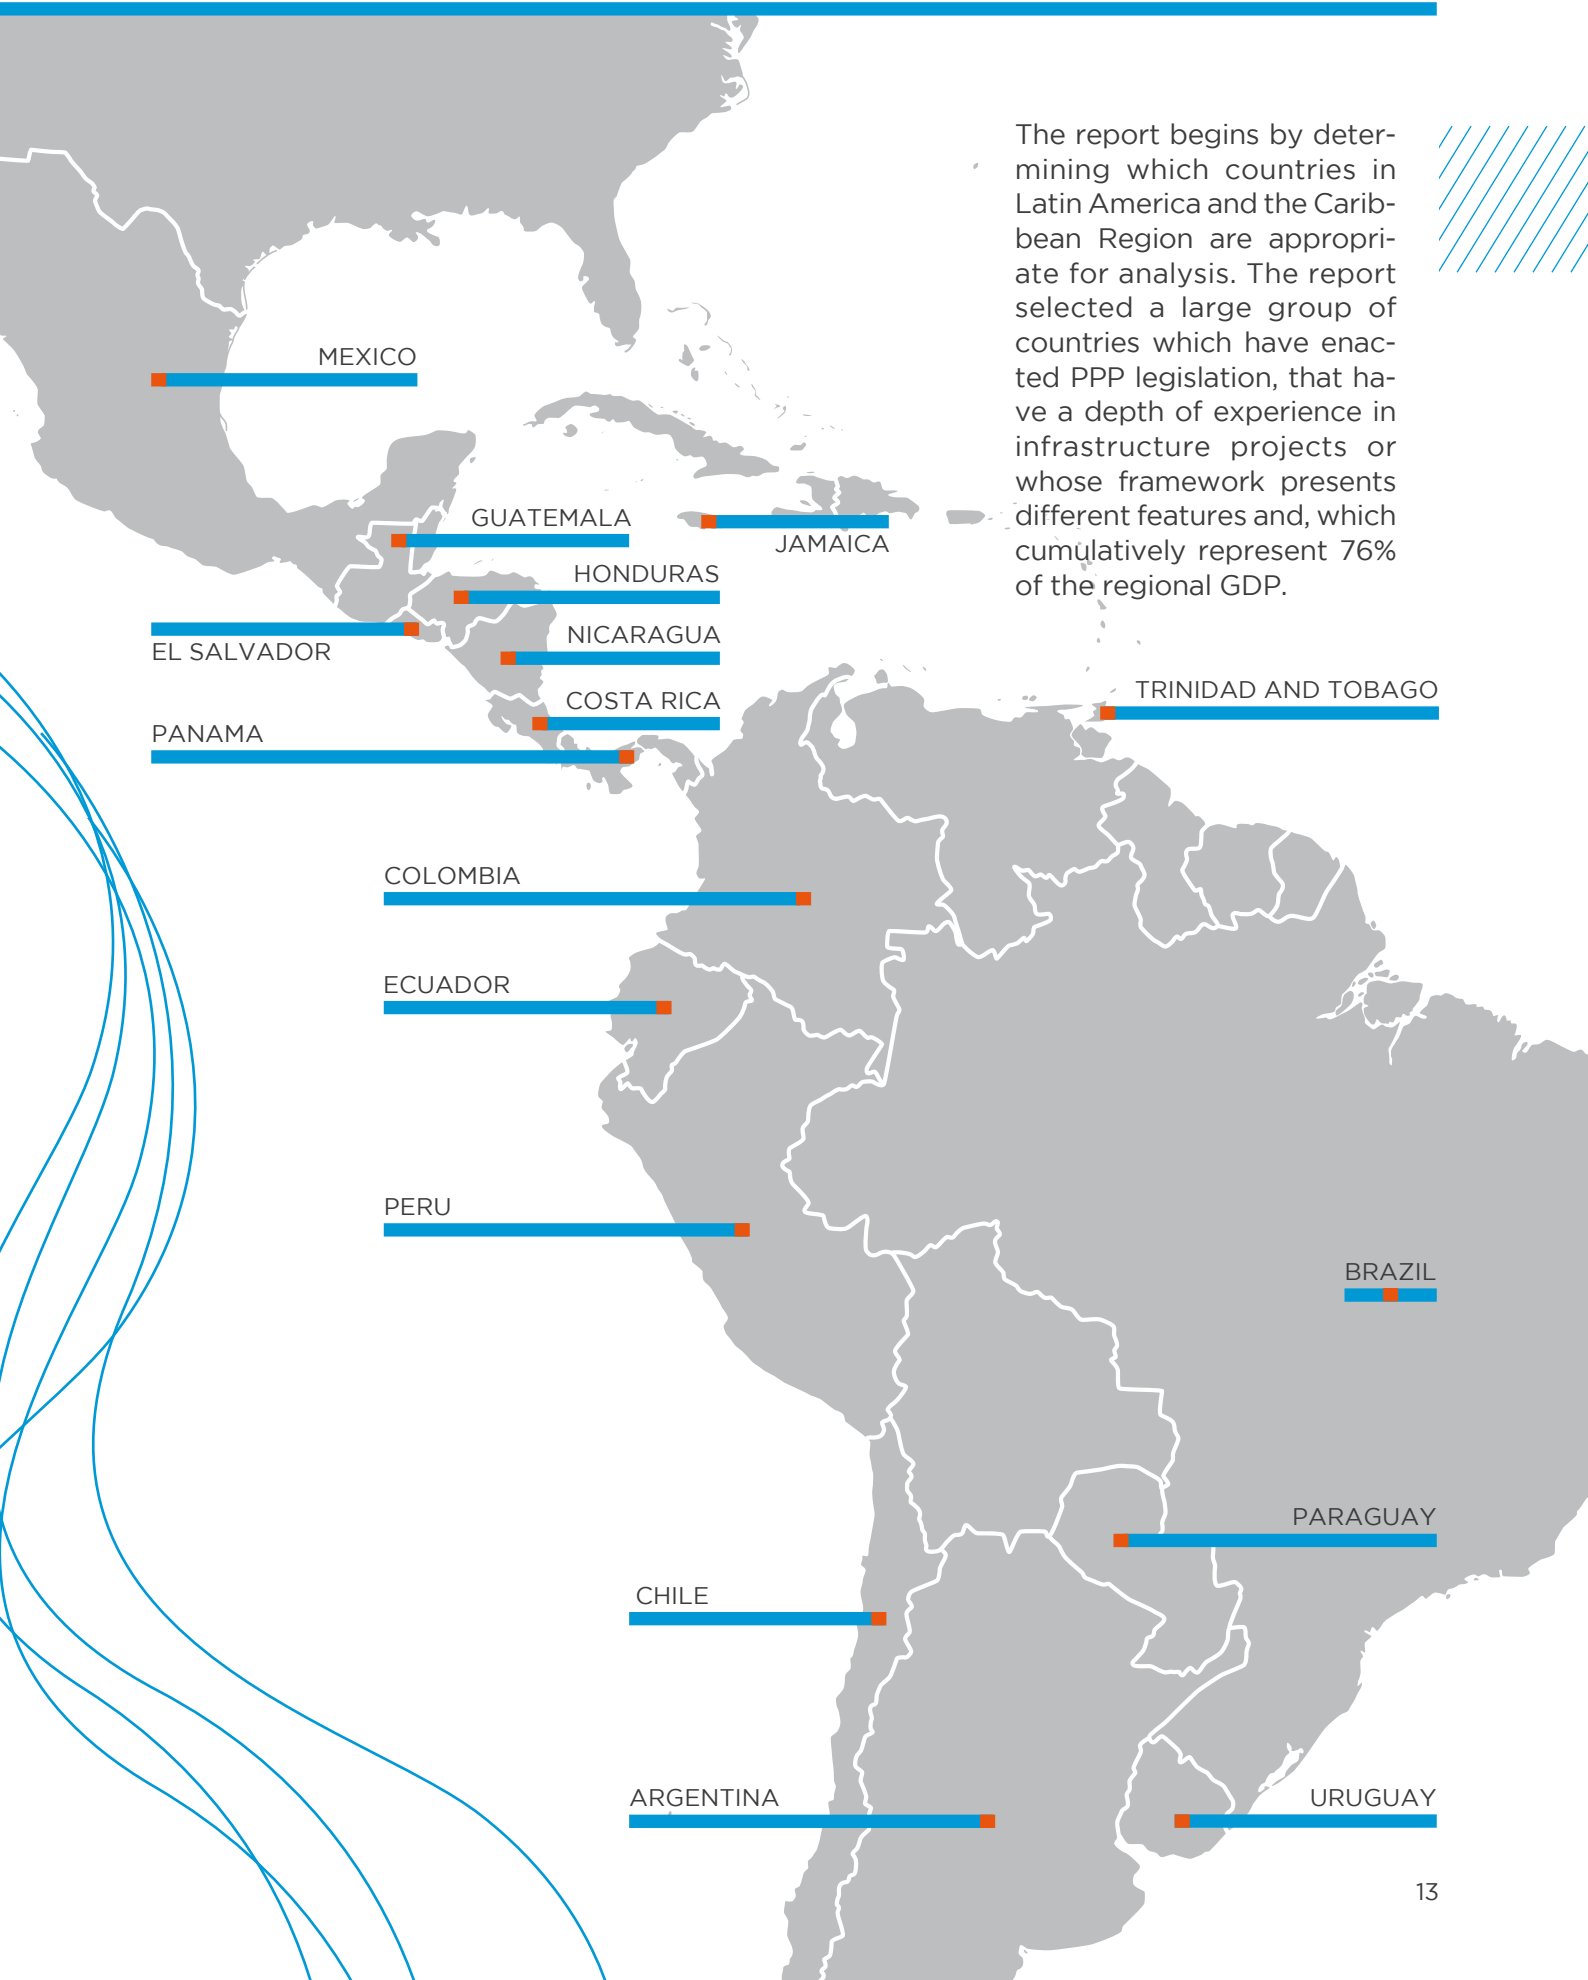 The report begins by deter-
mining which countries in
Latin America and the Carib-
bean Region are appropri-
ate for analysis. The report
selected a large group of
countries which have enac-
ted PPP legislation, that ha-
ve a depth of experience in
infrastructure projects or
whose framework presents
different features and, which
cumulatively represent 76%
of the regional GDP.
MEXICO
GUATEMALA
JAMAICA
HONDURAS
NICARAGUA
EL SALVADOR
COSTA RICA
TRINIDAD AND TOBAGO
PANAMA
COLOMBIA
ECUADOR
PERU
BRAZIL
PARAGUAY
CHILE
ARGENTINA
URUGUAY
13